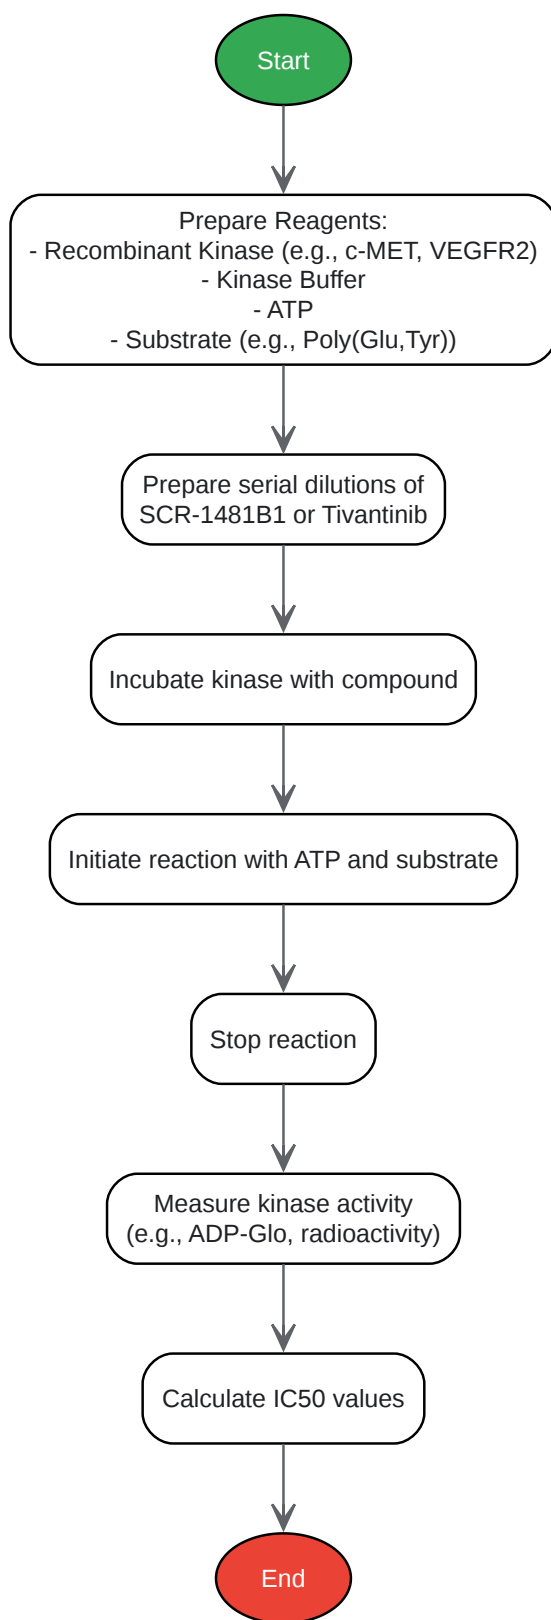 Start
Prepare Reagents:
- Recombinant Kinase (e.g., c-MET, VEGFR2)
- Kinase Buffer
- ATP
- Substrate (e.g., Poly(Glu,Tyr))
Prepare serial dilutions of
SCR-1481B1 or Tivantinib
Incubate kinase with compound
Initiate reaction with ATP and substrate
Stop reaction
Measure kinase activity
(e.g., ADP-Glo, radioactivity)
Calculate IC50 values
End